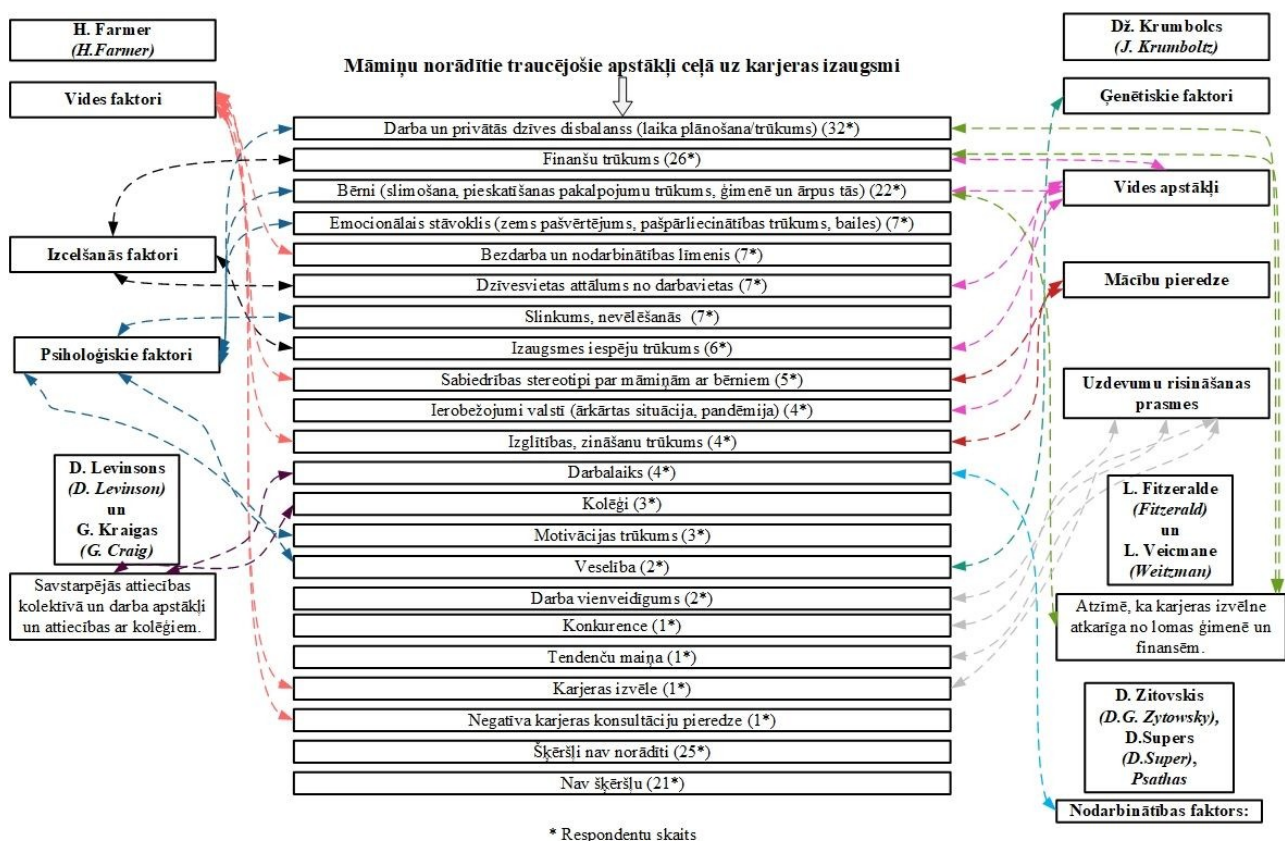 H. Farmer
(H.Farmer)
Vides faktori
Izcelšanās faktori
Psiholoģiskie faktori
D. Levinsons
(D. Levinson)
un
G. Kraigas
(G. Craig)
Savstarpējās attiecības
kolektīvā un darba apstākļi
un attiecības ar kolēģiem.
Māmiņu norādītie traucējošie apstākļi ceļā uz karjeras izaugsmi
Darba un privātās dzīves disbalanss (laika plānošana/trūkums) (32*)
Finanšu trūkums (26*)
Bērni (slimošana, pieskatīšanas pakalpojumu trūkums, ģimenē un ārpus tās) (22*)
Emocionālais stāvoklis (zems pašvērtējums, pašpārliecinātības trūkums, bailes) (7*)
Bezdarba un nodarbinātības līmenis (7*)
Dzīvesvietas attālums no darbavietas (7*)
Slinkums, nevēlēšanās (7*)
Izaugsmes iespēju trūkums (6*)
Sabiedrības stereotipi par māmiņām ar bērniem (5*)
Ierobežojumi valstī (ārkārtas situācija, pandēmija) (4*)
Izglītības, zināšanu trūkums (4*)
Darbalaiks (4*)
Kolēģi (3*)
Motivācijas trūkums (3*)
Veselība (2*)
Darba vienveidīgums (2*)
Konkurence (1*)
Tendenču maiņa (1*)
Karjeras izvēle (1*)
Negatīva karjeras konsultāciju pieredze (1*)
Šķēršļi nav norādīti (25*)
Nav šķēršļu (21*)
* Respondentu skaits
Dž. Krumbolcs
(J. Krumboltz)
Ģenētiskie faktori
Vides apstākļi
Mācību pieredze
Uzdevumu risināšanas
prasmes
L. Fitzeralde
(Fitzerald)
un
L. Veicmane
(Weitzman)
Atzīmē, ka karjeras izvēlne
atkarīga no lomas ģimenē un
finansēm.
D. Zitovskis
(D.G. Zytowsky),
D.Supers
(D.Super),
Psathas
Nodarbinātības faktors: